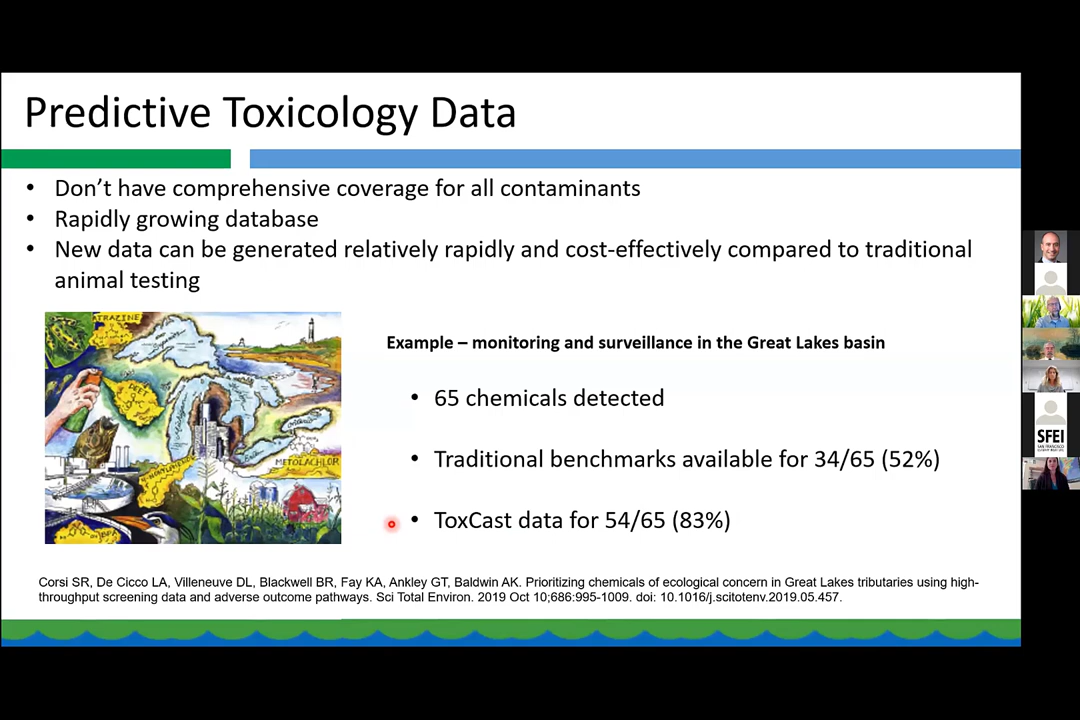 Predictive Toxicology Data
• Don’t have comprehensive coverage for all contaminants
• Rapidly growing database
• New data can be generated relatively rapidly and cost-effectively compared to traditional
animal testing
ATRAZINE
DEET
METOLACHLOR
Example – monitoring and surveillance in the Great Lakes basin
• 65 chemicals detected
• Traditional benchmarks available for 34/65 (52%)
• ToxCast data for 54/65 (83%)
SFEI
Corsi SR, De Cicco LA, Villeneuve DL, Blackwell BR, Fay KA, Ankley GT, Baldwin AK. Prioritizing chemicals of ecological concern in Great Lakes tributaries using high-
throughput screening data and adverse outcome pathways. Sci Total Environ. 2019 Oct 10;686:995-1009. doi: 10.1016/j.scitotenv.2019.05.457.